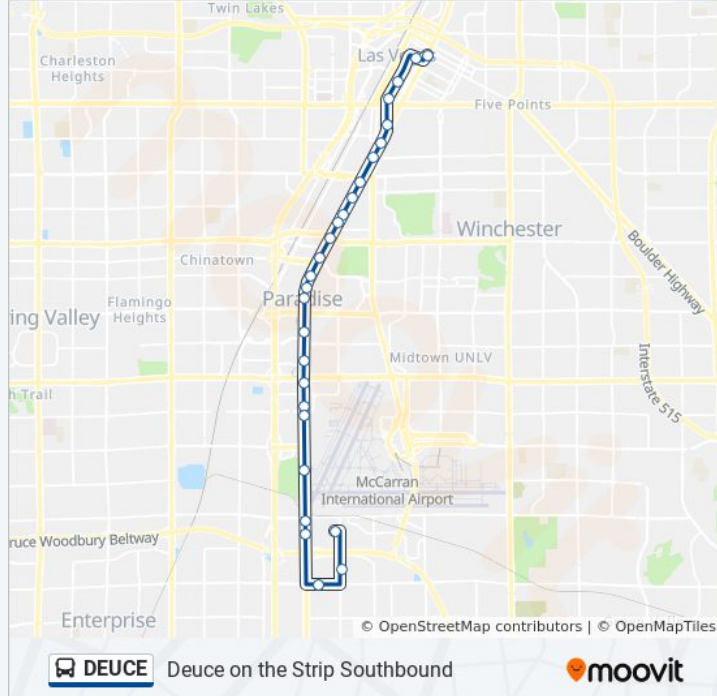 Twin Lakes
Las Ve
Charleston
Heights
Five Points
Winchester
Chinatown
Boulder Highway
Flamingo
Heights
Paradise
ing Valley
Midtown UNLV
Interstate 515
h Trail
McCarran
International Airport
ruce Woodbury Beltway
Enterprise
© OpenStreetMap contributors | © OpenMapTiles
DEUCE
Deuce on the Strip Southbound
moovit